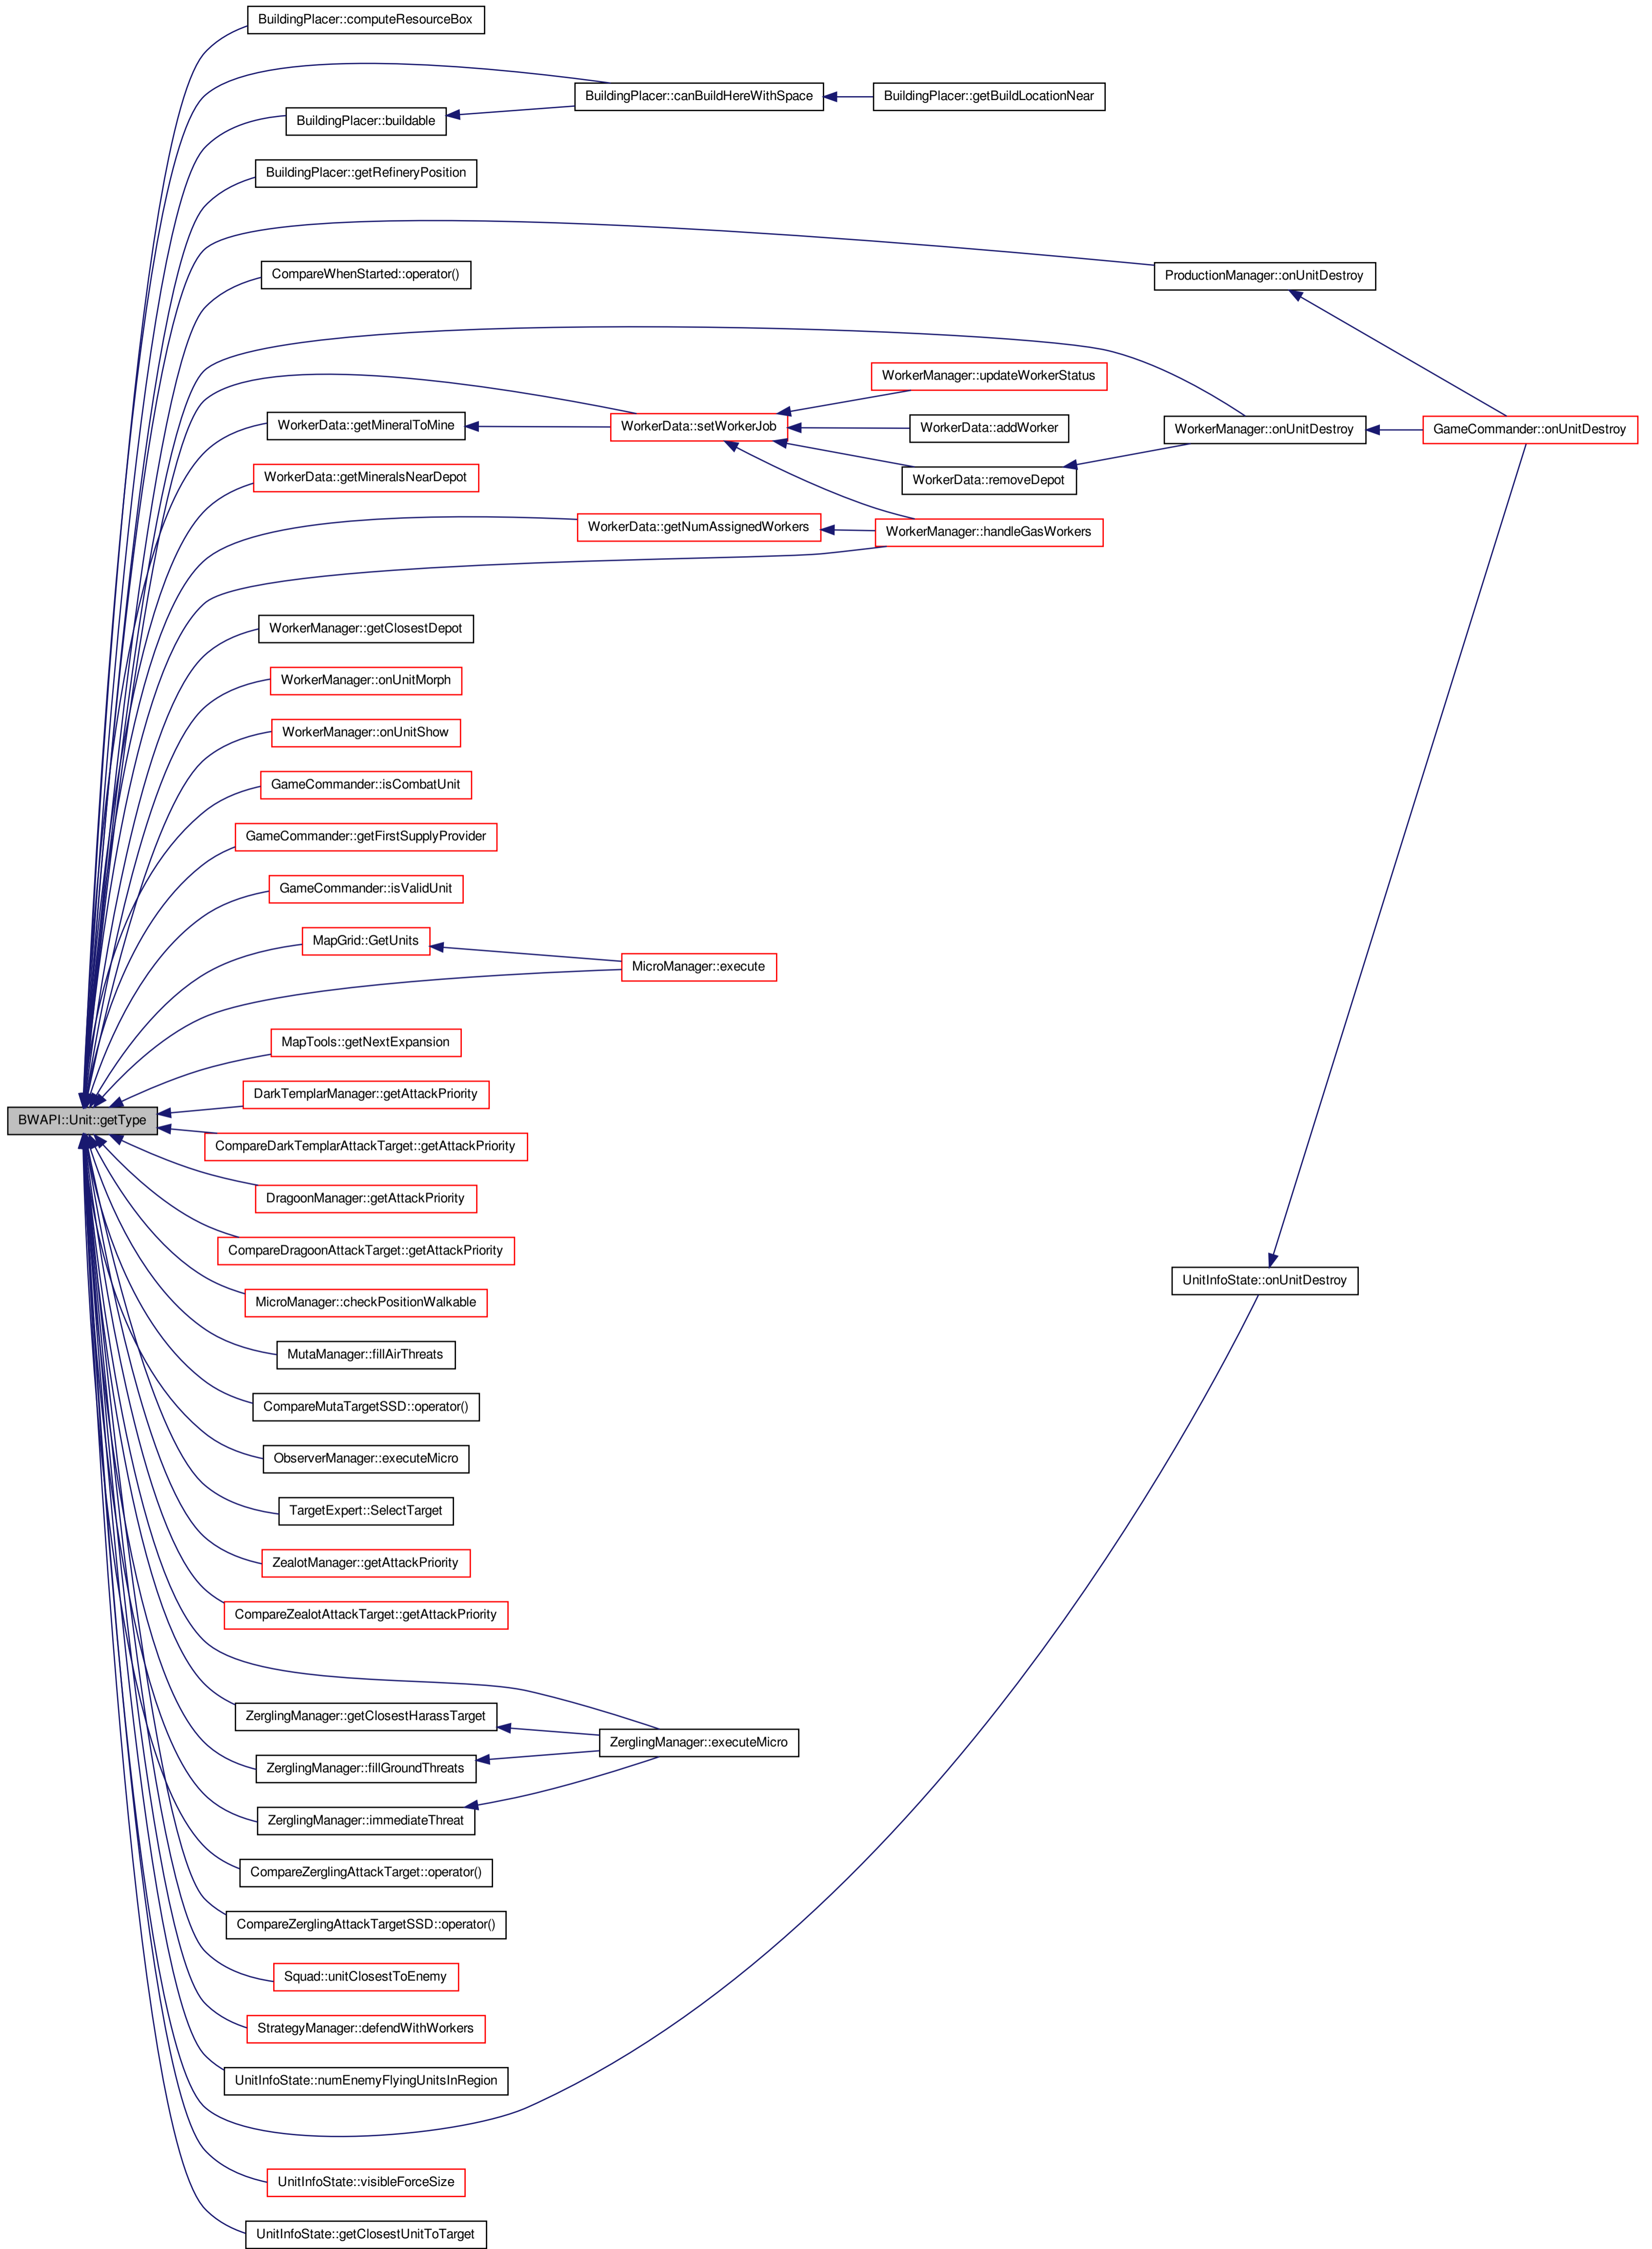 BuildingPlacer::computeResourceBox
BuildingPlacer::canBuildHereWithSpace
BuildingPlacer::getBuildLocationNear
BuildingPlacer::buildable
BuildingPlacer::getRefineryPosition
CompareWhenStarted::operator()
ProductionManager::onUnitDestroy
WorkerManager::updateWorkerStatus
WorkerData::getMineralToMine
WorkerData::setWorkerJob
WorkerData::addWorker
WorkerManager::onUnitDestroy
GameCommander::onUnitDestroy
WorkerData::getMineralsNearDepot
WorkerData::removeDepot
WorkerData::getNumAssignedWorkers
WorkerManager::handleGasWorkers
WorkerManager::getClosestDepot
WorkerManager::onUnitMorph
WorkerManager::onUnitShow
GameCommander::isCombatUnit
GameCommander::getFirstSupplyProvider
GameCommander::isValidUnit
MapGrid::GetUnits
MicroManager::execute
MapTools::getNextExpansion
DarkTemplarManager::getAttackPriority
BWAPI::Unit::getType
CompareDarkTemplarAttackTarget::getAttackPriority
DragoonManager::getAttackPriority
CompareDragoonAttackTarget::getAttackPriority
UnitInfoState::onUnitDestroy
MicroManager::checkPositionWalkable
MutaManager::fillAirThreats
CompareMutaTargetSSD::operator()
ObserverManager::executeMicro
TargetExpert::SelectTarget
ZealotManager::getAttackPriority
CompareZealotAttackTarget::getAttackPriority
ZerglingManager::getClosestHarassTarget
ZerglingManager::executeMicro
ZerglingManager::fillGroundThreats
ZerglingManager::immediateThreat
CompareZerglingAttackTarget::operator()
CompareZerglingAttackTargetSSD::operator()
Squad::unitClosestToEnemy
StrategyManager::defendWithWorkers
UnitInfoState::numEnemyFlyingUnitsInRegion
UnitInfoState::visibleForceSize
UnitInfoState::getClosestUnitToTarget